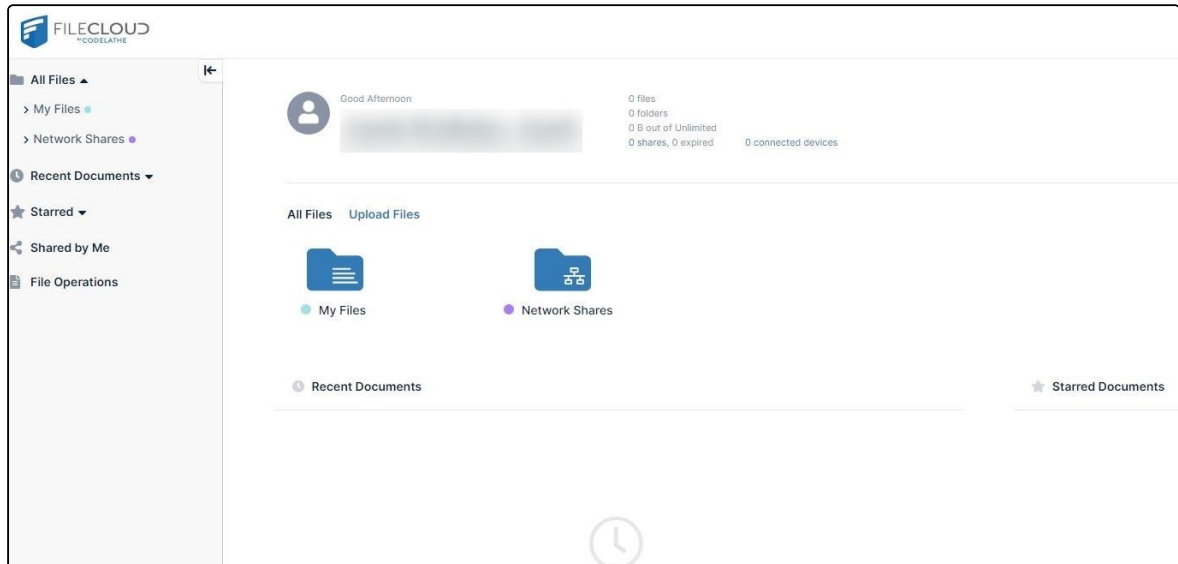 FILECLOUD
BY CODELATHE
All Files
My Files
Network Shares
Recent Documents
Starred
Shared by Me
File Operations
Good Afternoon
0 files
0 folders
0 B out of Unlimited
0 shares, 0 expired 0 connected devices
All Files Upload Files
My Files Network Shares
Recent Documents Starred Documents